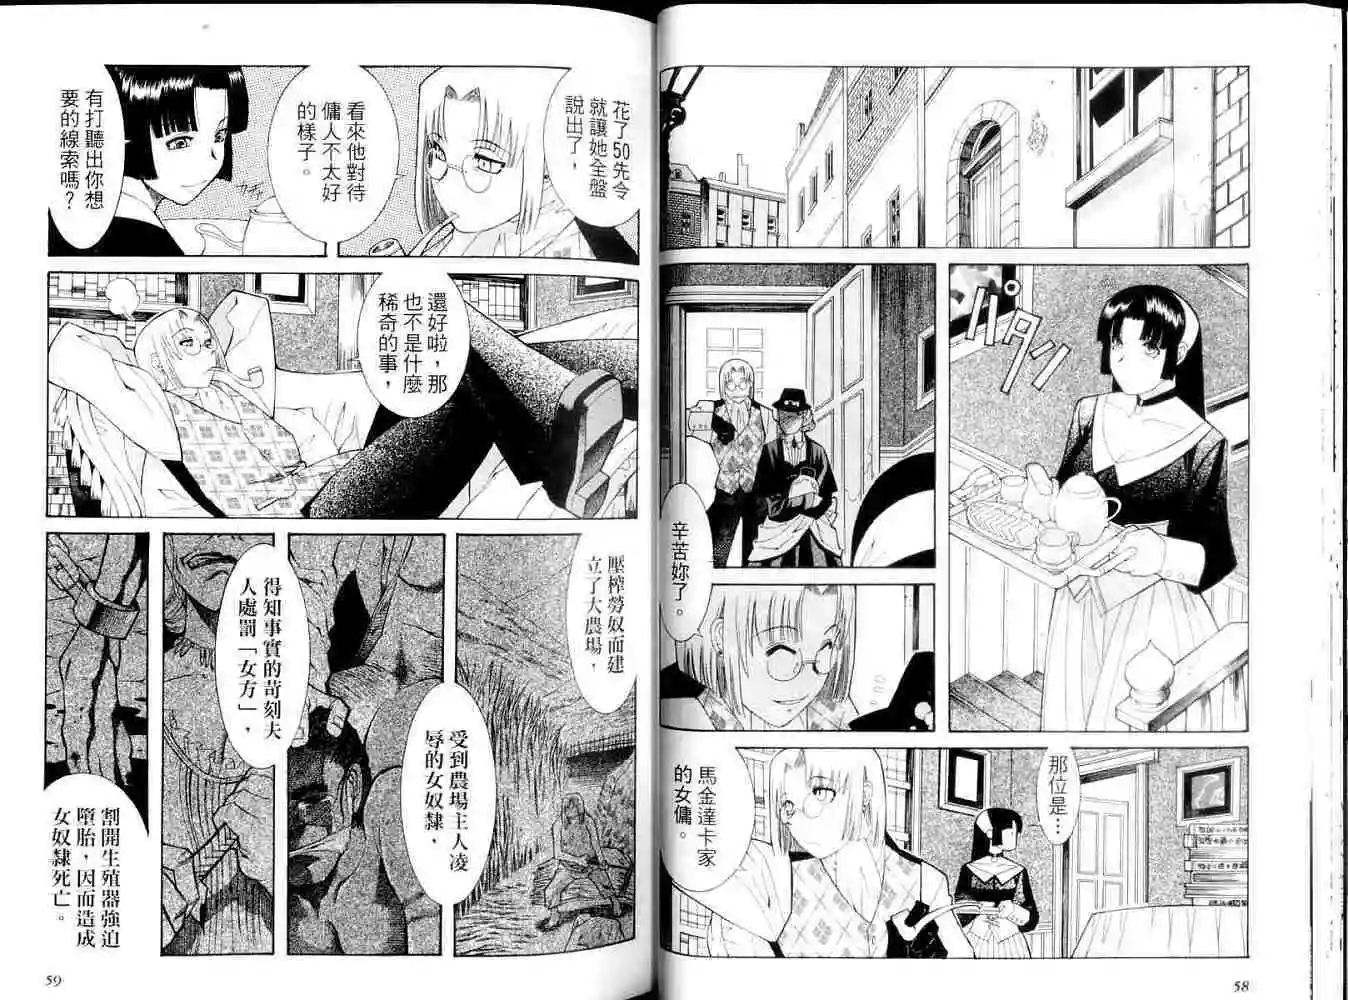 パタン
辛苦妳了。
那位是…
馬金達卡家
的女傭。
58
花了50先令
就讓她全盤
說出了,
看來他對待
傭人不太好
的樣子。
カチャ
有打聽出你想
要的線索嗎?
還好啦,那
也不是什麼
稀奇的事,
壓榨勞奴而建
立了大農場,
受到農場主人凌
辱的女奴隸,
得知事實的苛刻夫
人處罰「女方」,
割開生殖器強迫
墮胎,因而造成
女奴隸死亡。
59